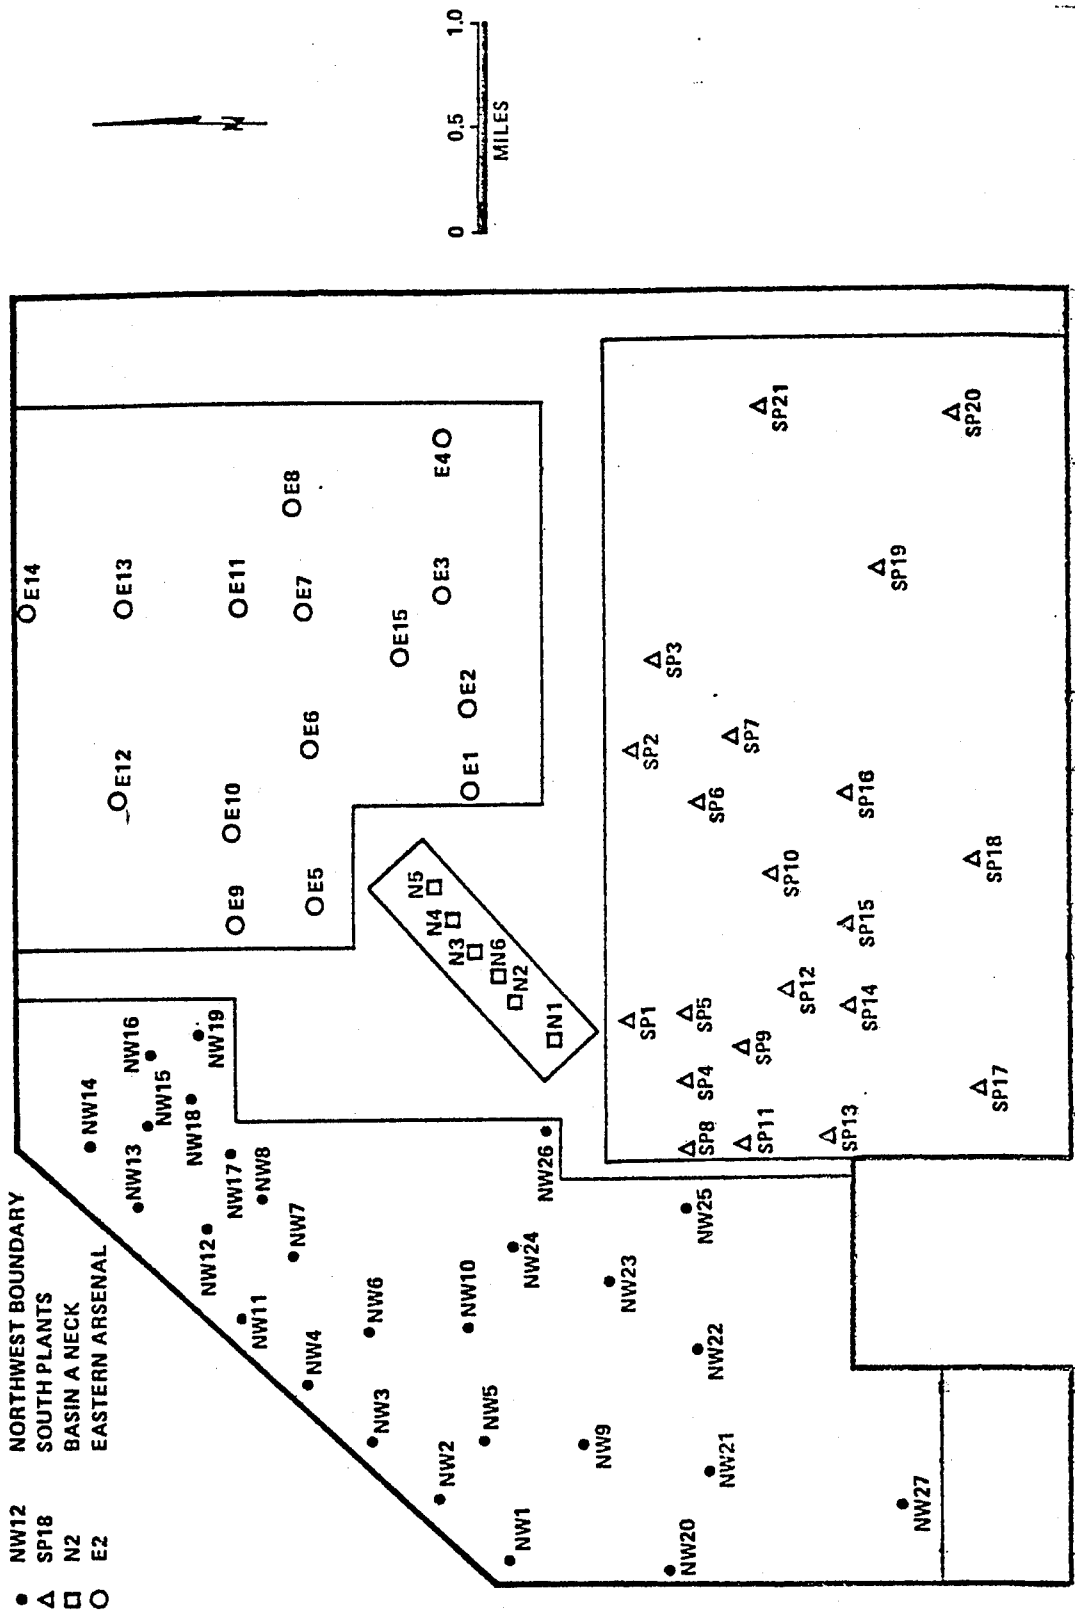 ● NW12 NORTHWEST BOUNDARY
△ SP18 SOUTH PLANTS
□ N2 BASIN A NECK
○ E2 EASTERN ARSENAL
N
0 0.5 1.0
MILES
NW1
NW2
NW3
NW4
NW5
NW6
NW7
NW8
NW9
NW10
NW11
NW12
NW13
NW14
NW15
NW16
NW17
NW18
NW19
NW20
NW21
NW22
NW23
NW24
NW25
NW26
NW27
E1
E2
E3
E4
E5
E6
E7
E8
E9
E10
E11
E12
E13
E14
E15
N1
N2
N3
N4
N5
N6
SP1
SP2
SP3
SP4
SP5
SP6
SP7
SP8
SP9
SP10
SP11
SP12
SP13
SP14
SP15
SP16
SP17
SP18
SP19
SP20
SP21